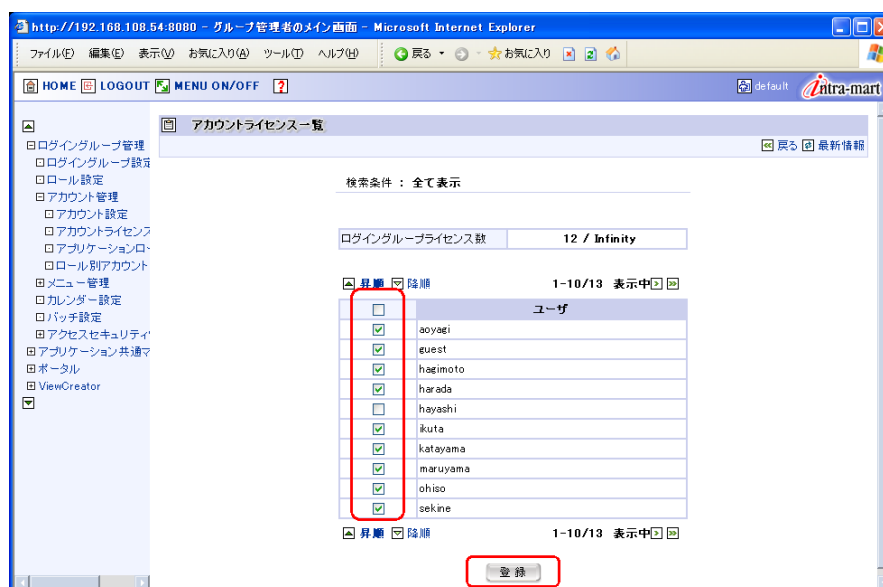 http://192.168.108.54:8080 - グループ管理者のメイン画面 - Microsoft Internet Explorer
ファイル(F) 編集(E) 表示(V) お気に入り(A) ツール(T) ヘルプ(H) 戻る お気に入り
HOME LOGOUT MENU ON/OFF ? default intra-mart
アカウントライセンス一覧
戻る 最新情報
ログイングループ管理
ログイングループ設定
ロール設定
アカウント管理
アカウント設定
アカウントライセンス
アプリケーションロー
ロール別アカウント
メニュー管理
カレンダー設定
バッチ設定
アクセスセキュリティ
アプリケーション共通マ
ポータル
ViewCreator
検索条件 : 全て表示
ログイングループライセンス数 12 / Infinity
昇順 降順 1-10/13 表示中
ユーザ
aoyagi
guest
hagimoto
harada
hayashi
ikuta
katayama
maruyama
ohiso
sekine
昇順 降順 1-10/13 表示中
登録